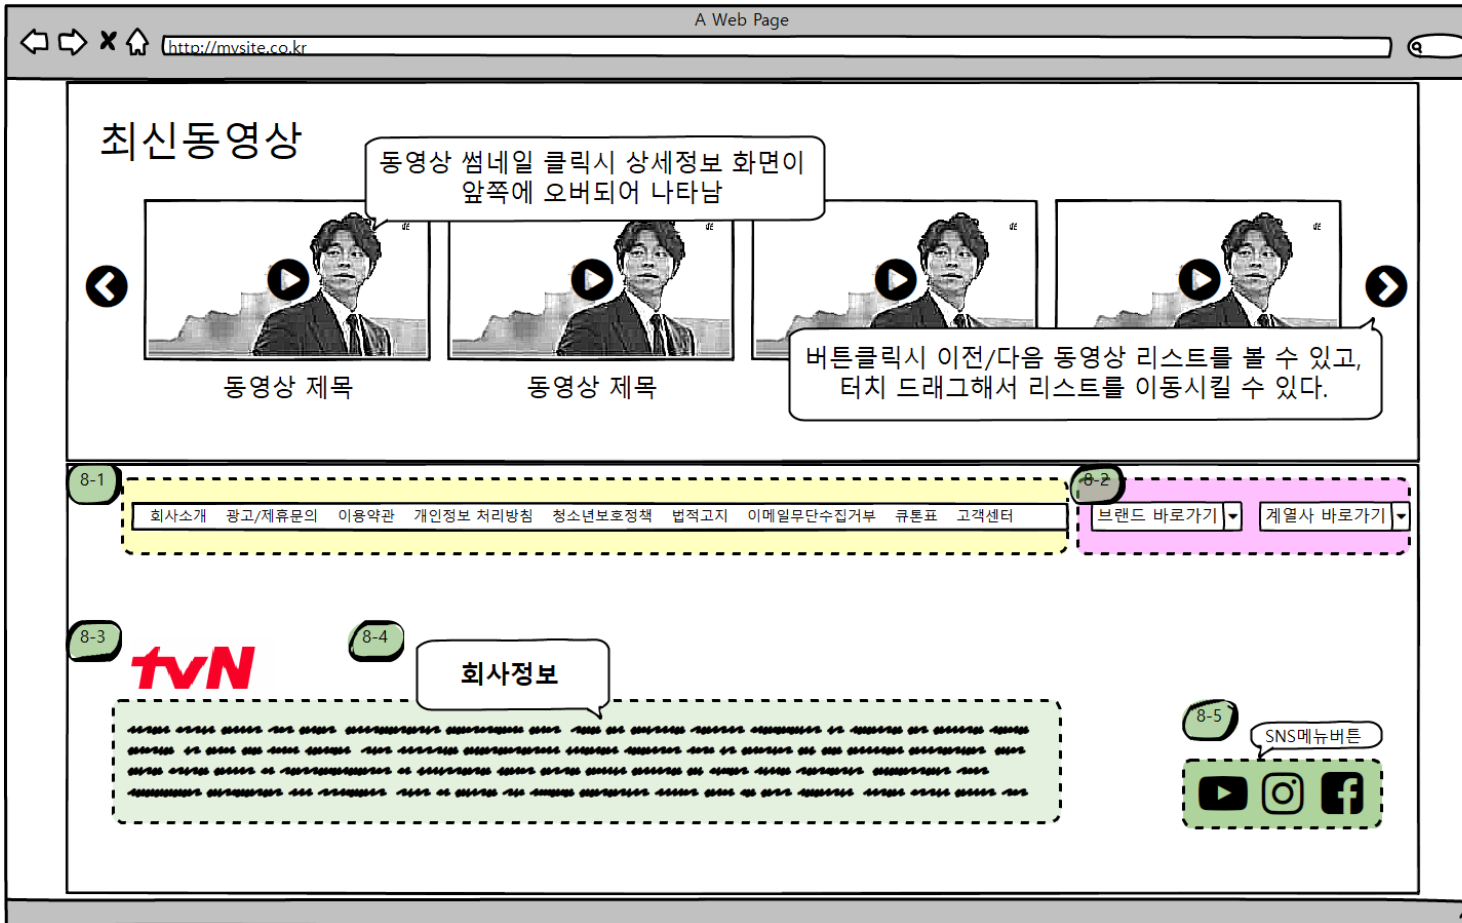 A Web Page
http://mysite.co.kr
최신동영상
동영상 썸네일 클릭시 상세정보 화면이
앞쪽에 오버되어 나타남
버튼클릭시 이전/다음 동영상 리스트를 볼 수 있고,
터치 드래그해서 리스트를 이동시킬 수 있다.
동영상 제목
동영상 제목
8-1
회사소개 광고/제휴문의 이용약관 개인정보 처리방침 청소년보호정책 법적고지 이메일무단수집거부 큐톤표 고객센터
8-2
브랜드 바로가기
계열사 바로가기
8-3
tvN
8-4
회사정보
8-5
SNS메뉴버튼